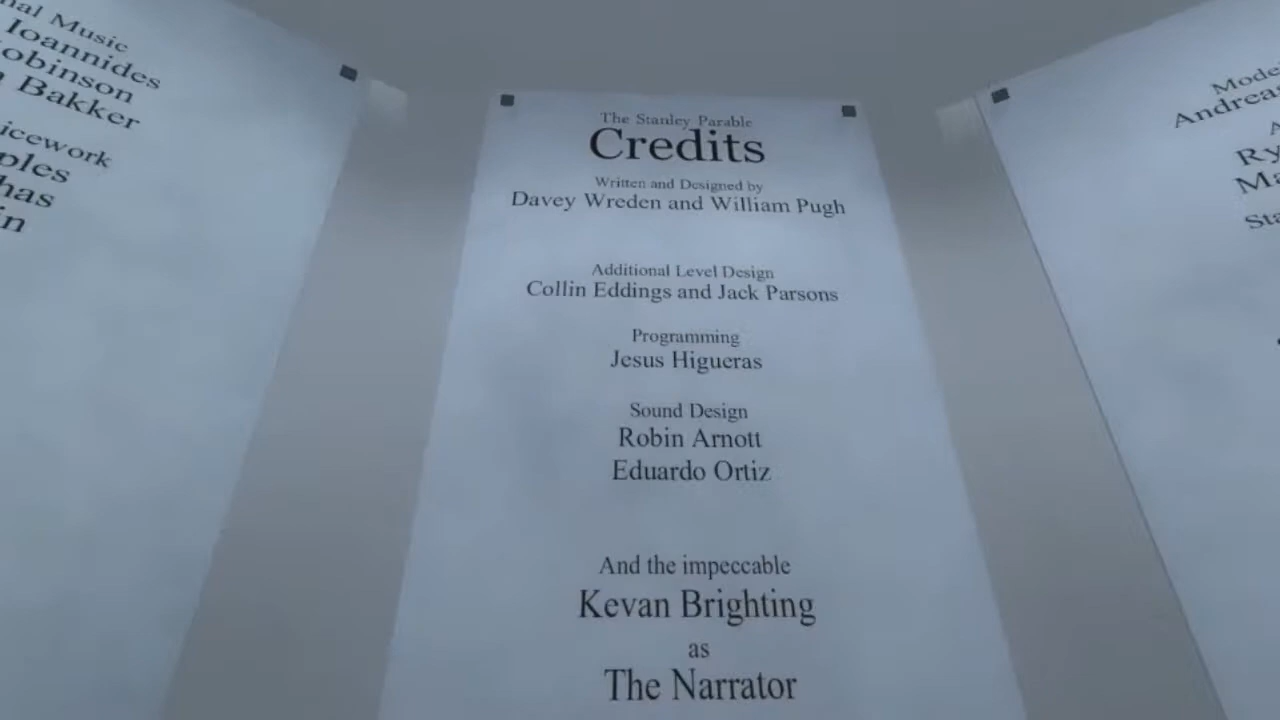 Music
Ioannides
Bakker
The Stanley Parable
Credits
Written and Designed by
Davey Wreden and William Pugh
Additional Level Design
Collin Eddings and Jack Parsons
Programming
Jesus Higueras
Sound Design
Robin Arnott
Eduardo Ortiz
And the impeccable
Kevan Brighting
as
The Narrator